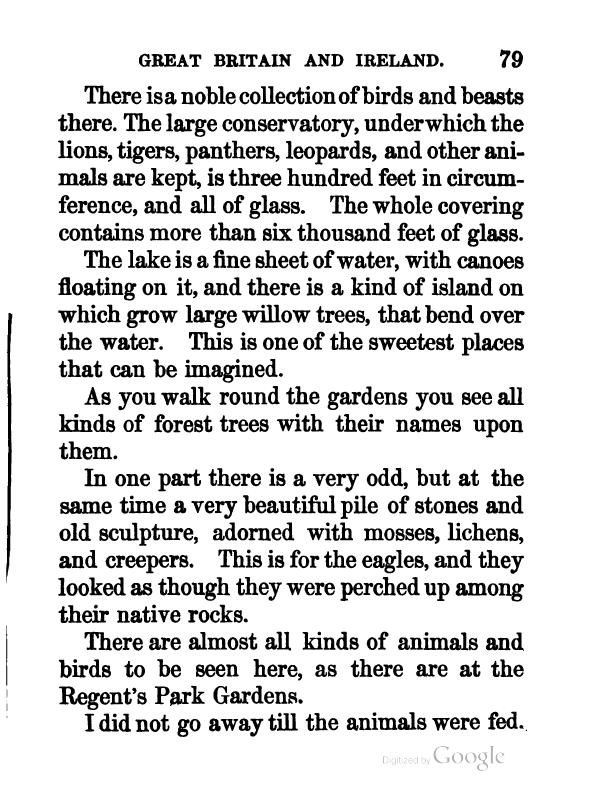 GREAT BRITAIN AND IRELAND. 79
There is a noble collection of birds and beasts
there. The large conservatory, under which the
lions, tigers, panthers, leopards, and other ani-
mals are kept, is three hundred feet in circum-
ference, and all of glass. The whole covering
contains more than six thousand feet of glass.
The lake is a fine sheet of water, with canoes
floating on it, and there is a kind of island on
which grow large willow trees, that bend over
the water. This is one of the sweetest places
that can be imagined.
As you walk round the gardens you see all
kinds of forest trees with their names upon
them.
In one part there is a very odd, but at the
same time a very beautiful pile of stones and
old sculpture, adorned with mosses, lichens,
and creepers. This is for the eagles, and they
looked as though they were perched up among
their native rocks.
There are almost all kinds of animals and
birds to be seen here, as there are at the
Regent's Park Gardens.
I did not go away till the animals were fed.
Digitized by Google